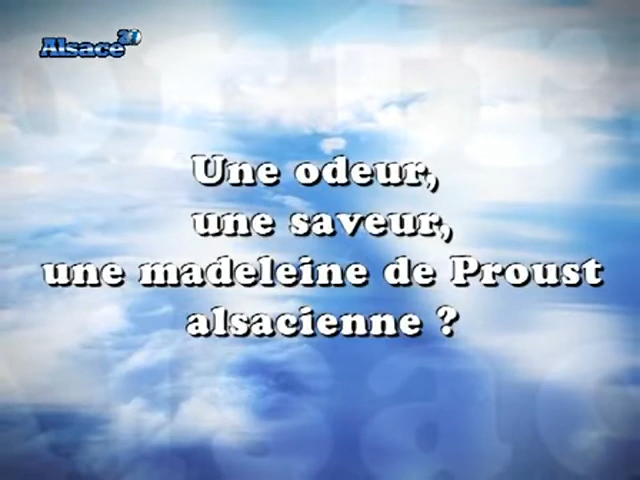 Alsace 20
Une odeur,
une saveur,
une madeleine de Proust
alsacienne ?